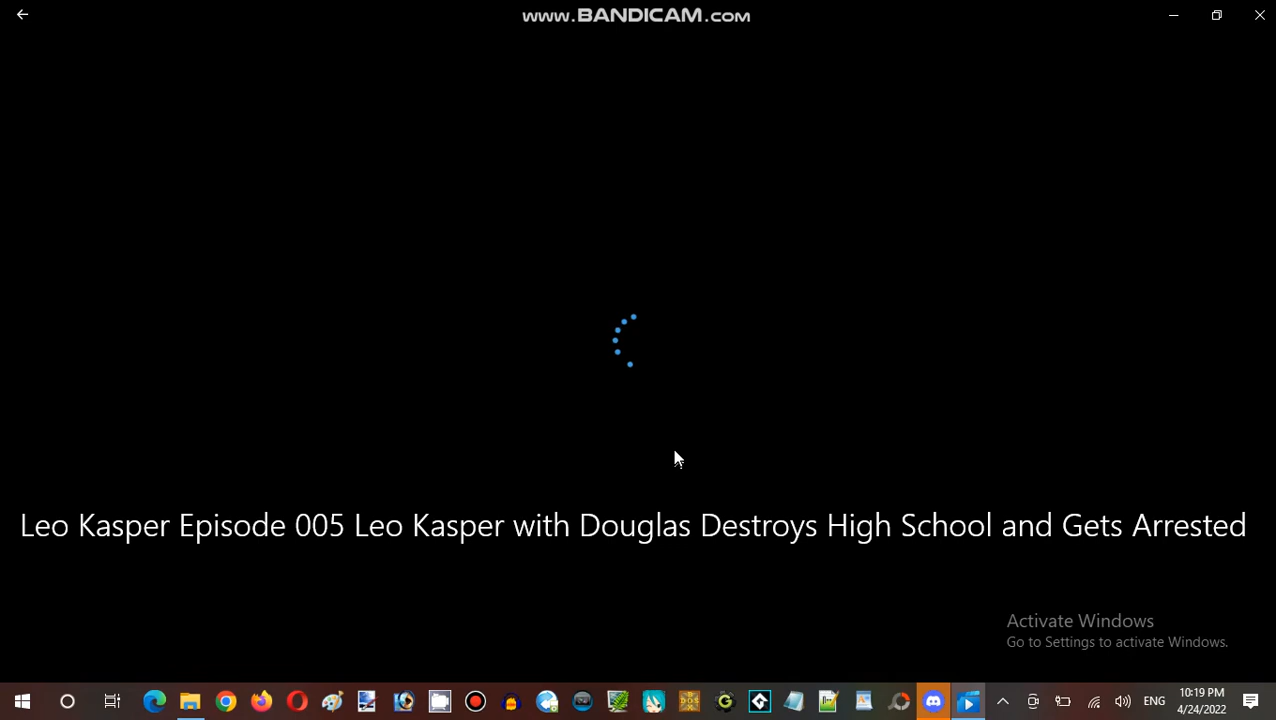 www.BANDICAM.com
Leo Kasper Episode 005 Leo Kasper with Douglas Destroys High School and Gets Arrested
Activate Windows
Go to Settings to activate Windows.
ENG
10:19 PM
4/24/2022